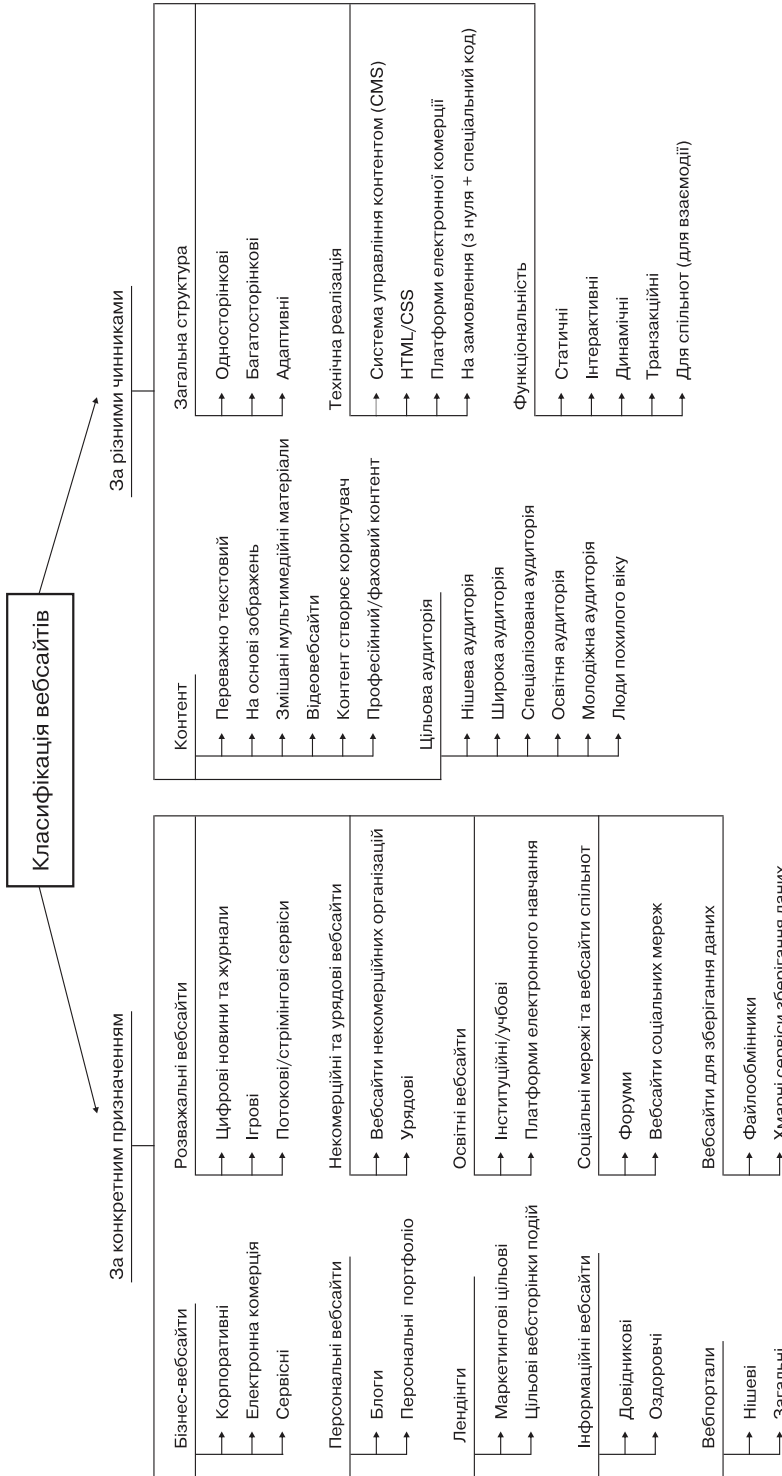 Класифікація вебсайтів
За конкретним призначенням
Бізнес-вебсайти
Корпоративні
Електронна комерція
Сервісні
Персональні вебсайти
Блоги
Персональні портфоліо
Лендінги
Маркетингові цільові
Цільові вебсторінки подій
Інформаційні вебсайти
Довідникові
Оздоровчі
Вебпортали
Нішеві
Загальні
Розважальні вебсайти
Цифрові новини та журнали
Ігрові
Потокові/стрімінгові сервіси
Некомерційні та урядові вебсайти
Вебсайти некомерційних організацій
Урядові
Освітні вебсайти
Інституційні/учбові
Платформи електронного навчання
Соціальні мережі та вебсайти спільнот
Форуми
Вебсайти соціальних мереж
Вебсайти для зберігання даних
Файлообмінники
Хмарні сервіси зберігання даних
За різними чинниками
Контент
Переважно текстовий
На основі зображень
Змішані мультимедійні матеріали
Відеовебсайти
Контент створює користувач
Професійний/фаховий контент
Цільова аудиторія
Нішева аудиторія
Широка аудиторія
Спеціалізована аудиторія
Освітня аудиторія
Молодіжна аудиторія
Люди похилого віку
Загальна структура
Односторінкові
Багатосторінкові
Адаптивні
Технічна реалізація
Система управління контентом (CMS)
HTML/CSS
Платформи електронної комерції
На замовлення (з нуля + спеціальний код)
Функціональність
Статичні
Інтерактивні
Динамічні
Транзакційні
Для спільнот (для взаємодії)